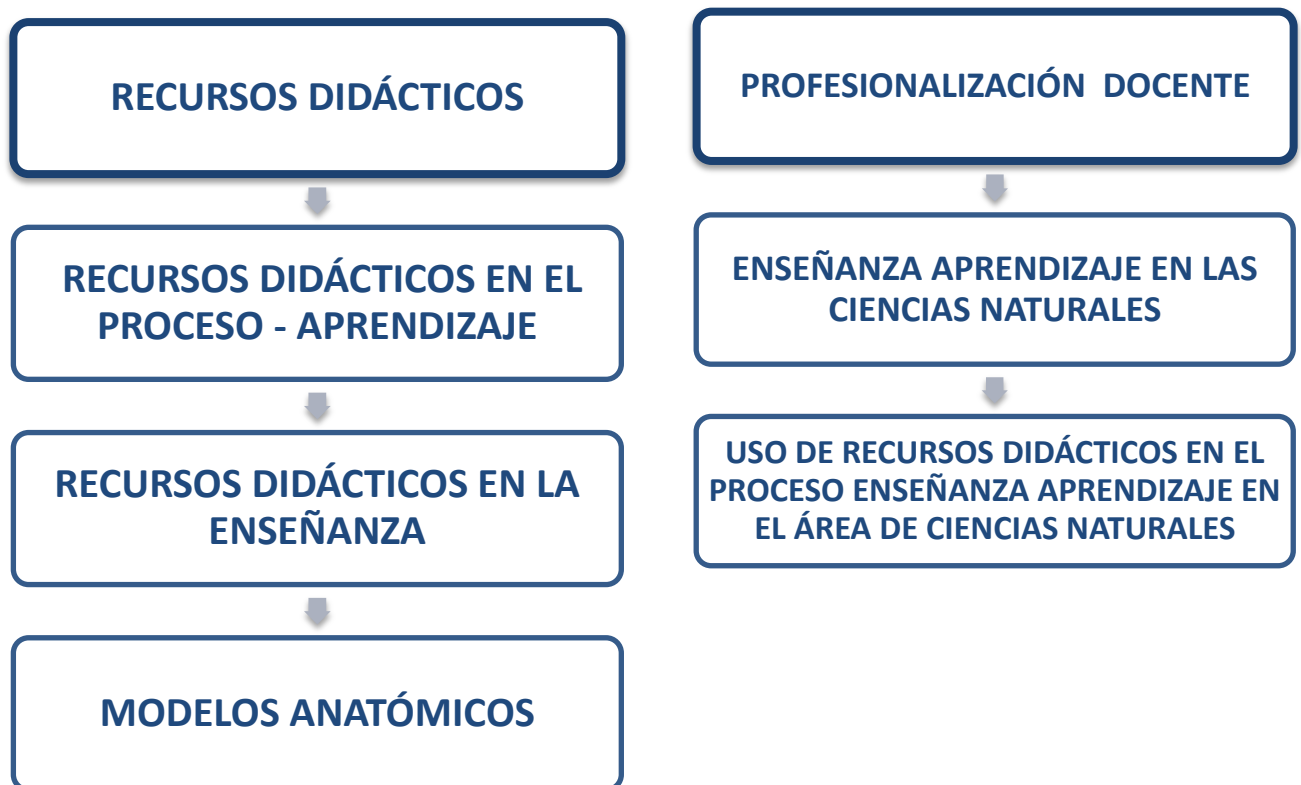 RECURSOS DIDÁCTICOS
RECURSOS DIDÁCTICOS EN EL
PROCESO - APRENDIZAJE
RECURSOS DIDÁCTICOS EN LA
ENSEÑANZA
MODELOS ANATÓMICOS
PROFESIONALIZACIÓN DOCENTE
ENSEÑANZA APRENDIZAJE EN LAS
CIENCIAS NATURALES
USO DE RECURSOS DIDÁCTICOS EN EL
PROCESO ENSEÑANZA APRENDIZAJE EN
EL ÁREA DE CIENCIAS NATURALES